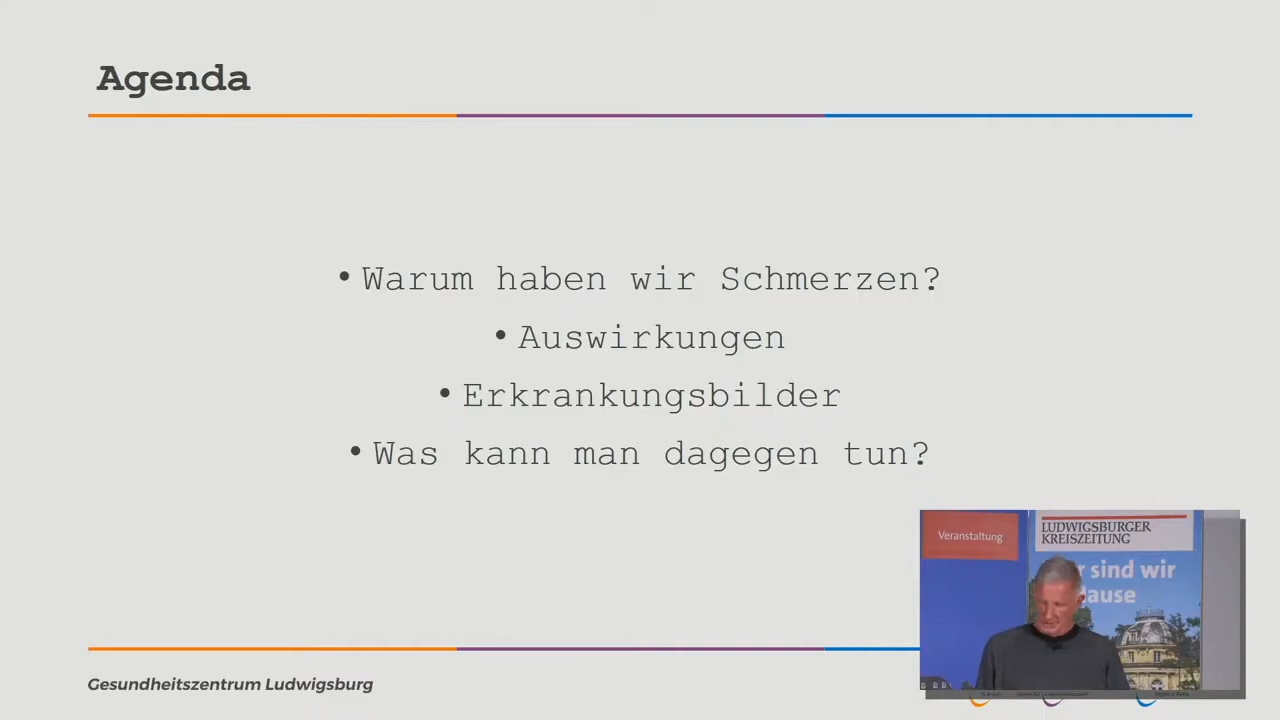 Agenda
• Warum haben wir Schmerzen?
• Auswirkungen
• Erkrankungsbilder
• Was kann man dagegen tun?
Veranstaltung
LUDWIGSBURGER
KREISZEITUNG
sind wir
Gesundheitszentrum Ludwigsburg